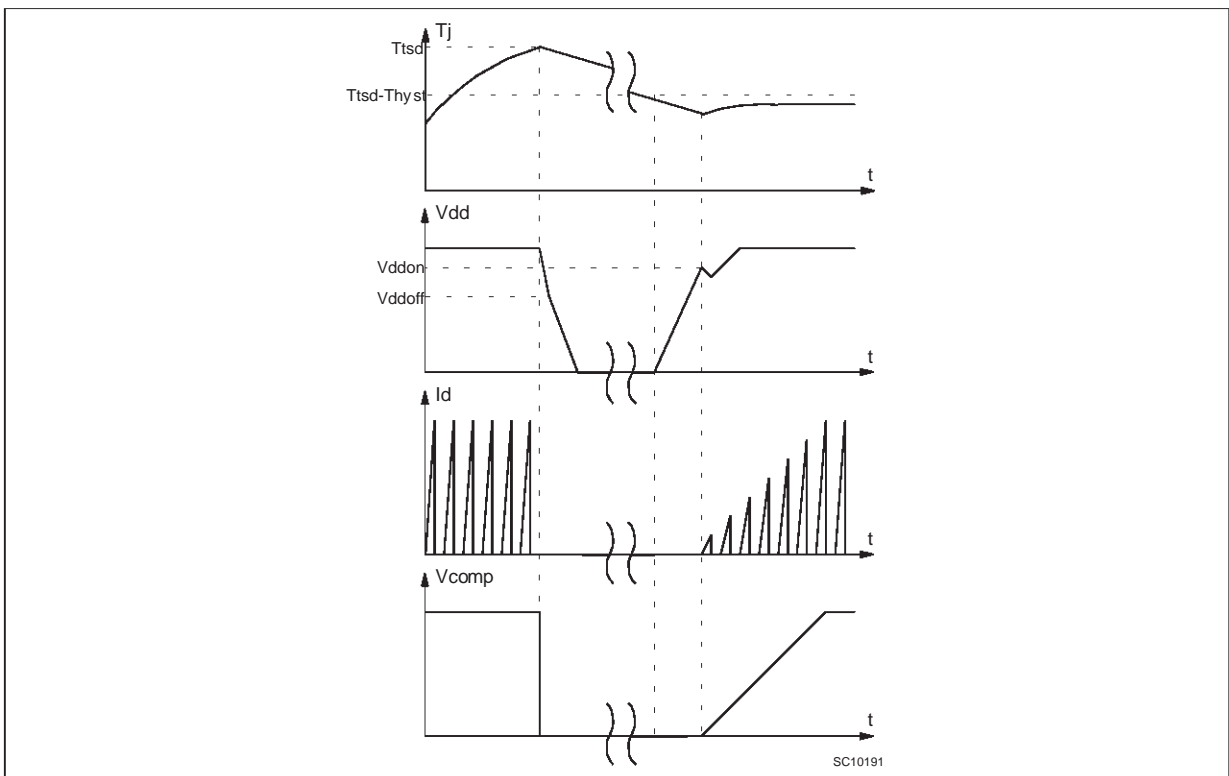 Tj
Ttsd
Ttsd-Thyst
t
Vdd
Vddon
Vddoff
t
Id
t
Vcomp
t
SC10191